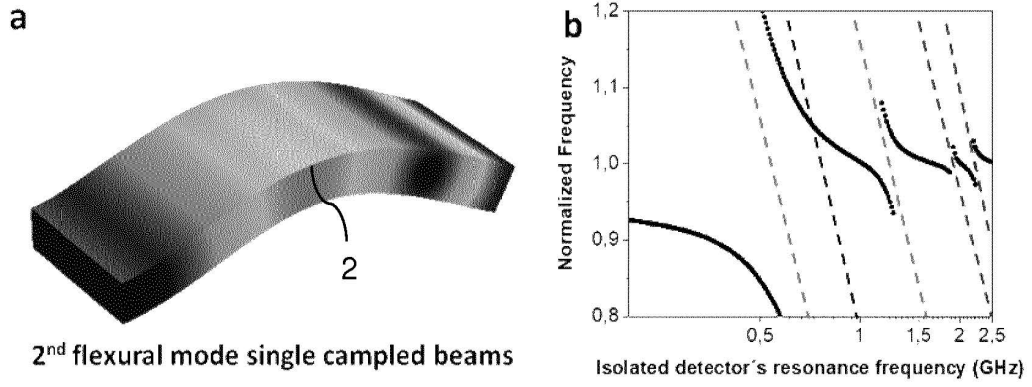 a
2
2nd flexural mode single campled beams
b
Normalized Frequency
1,2
1,1
1,0
0,9
0,8
0,5
1
1,5
2
2,5
Isolated detector´s resonance frequency (GHz)